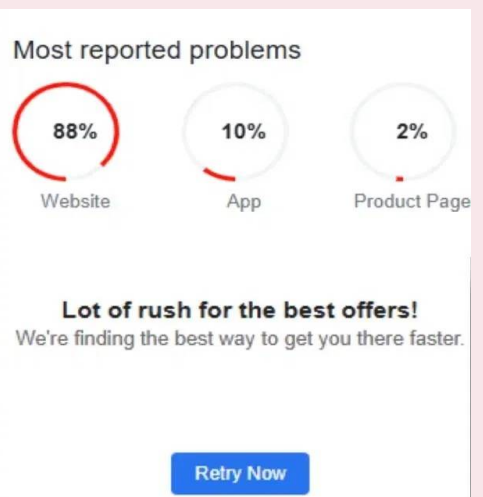 Most reported problems
88% 10% 2%
Website App Product Page
Lot of rush for the best offers!
We're finding the best way to get you there faster.
Retry Now